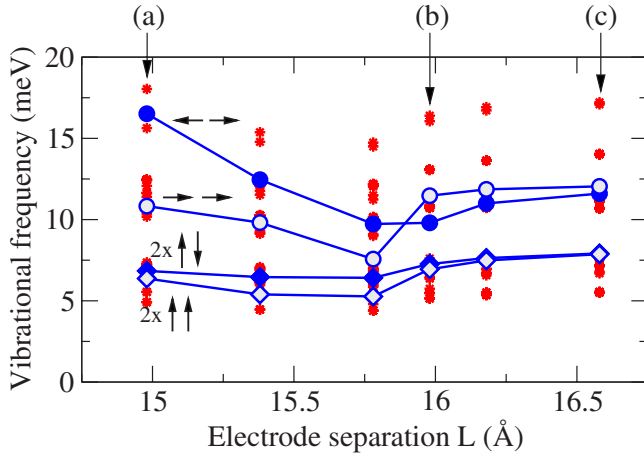 (a) (b) (c)
20
15
10
5
0
Vibrational frequency (meV)
2x
2x
15 15.5 16 16.5
Electrode separation L (Å)